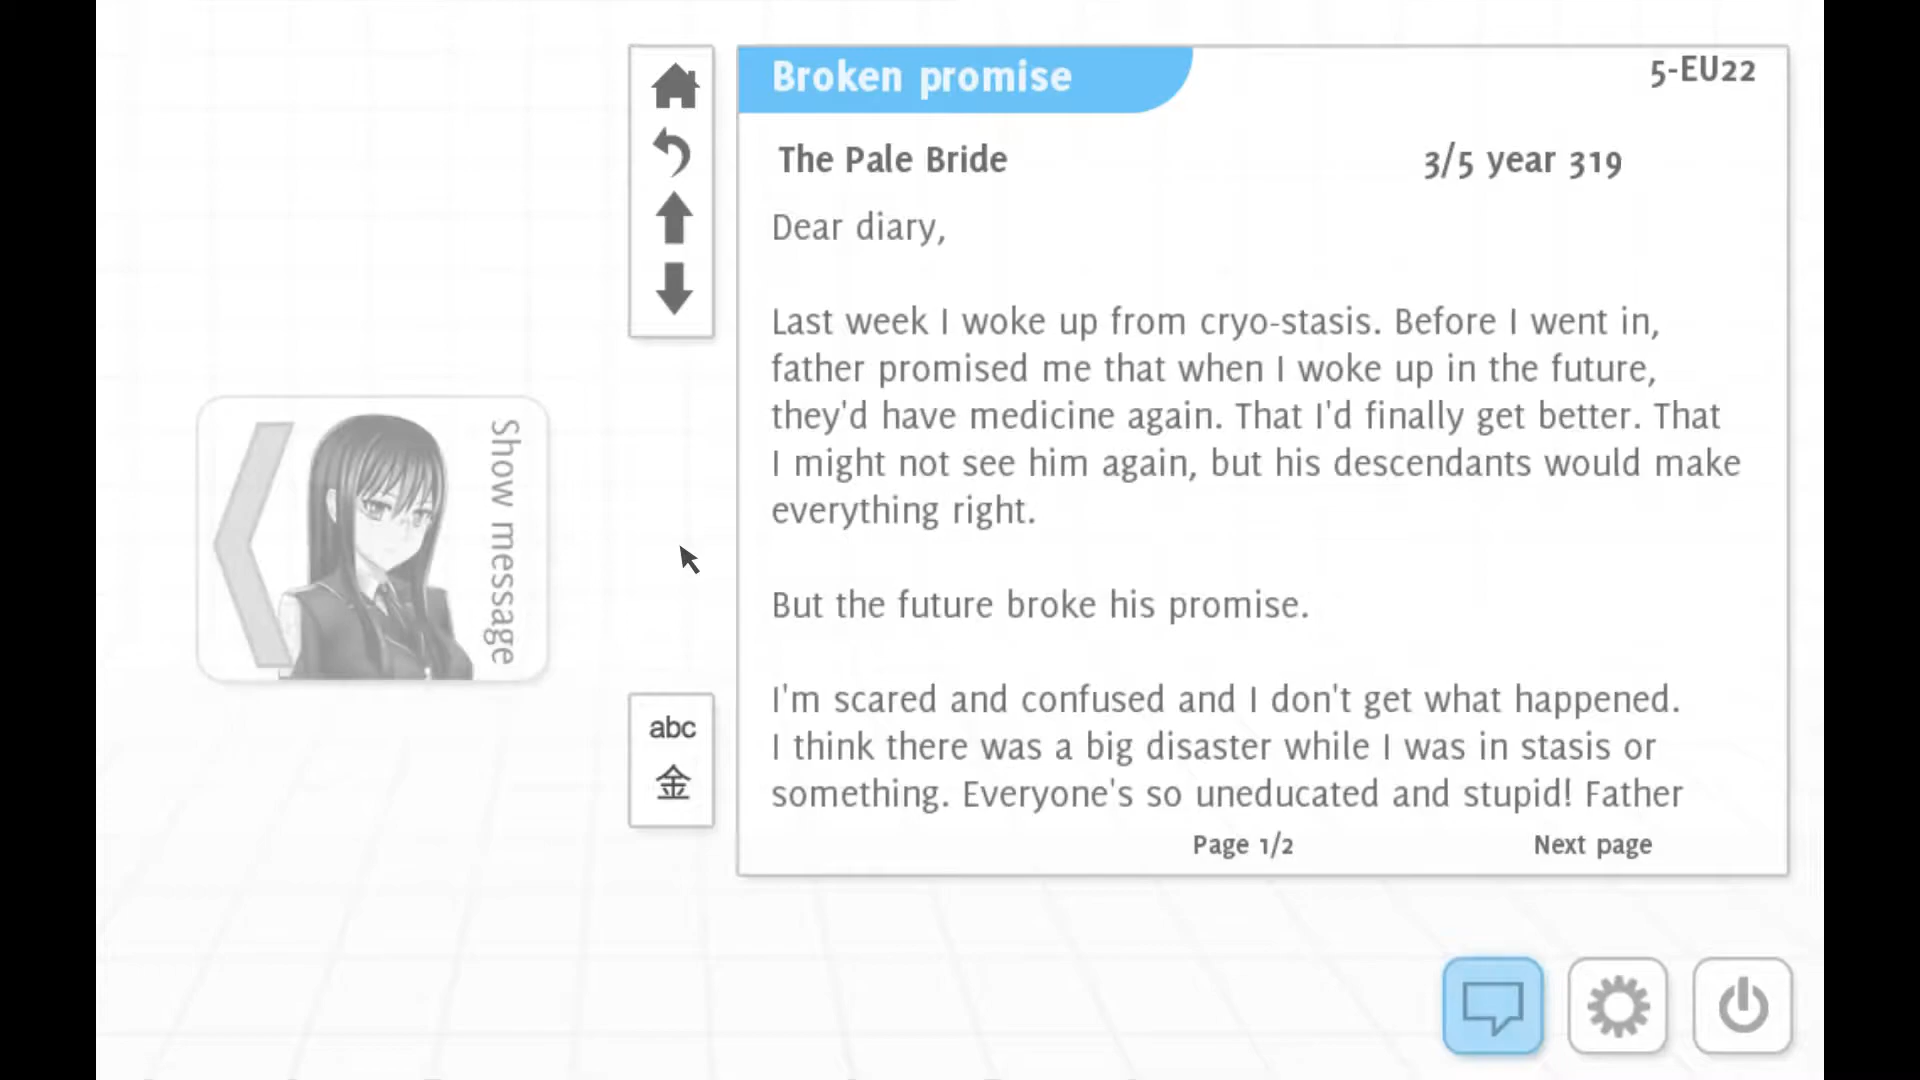 Broken promise
5-EU22
The Pale Bride
3/5 year 319
Dear diary,
Last week I woke up from cryo-stasis. Before I went in,
father promised me that when I woke up in the future,
they'd have medicine again. That I'd finally get better. That
I might not see him again, but his descendants would make
everything right.
But the future broke his promise.
I'm scared and confused and I don't get what happened.
I think there was a big disaster while I was in stasis or
something. Everyone's so uneducated and stupid! Father
Page 1/2
Next page
Show message
abc
金